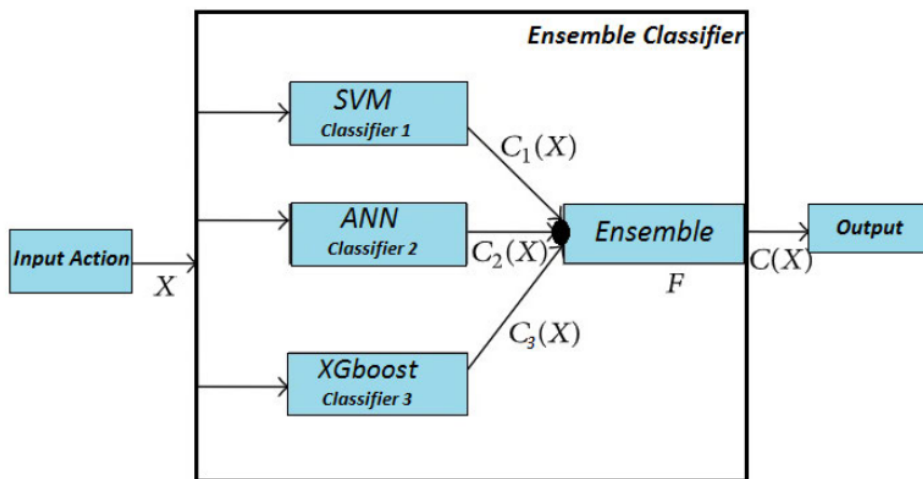 Ensemble Classifier
SVM
Classifier 1
C₁(X)
ANN
Classifier 2
C₂(X)
Ensemble
F
Input Action
X
C(X)
Output
C₃(X)
XGboost
Classifier 3